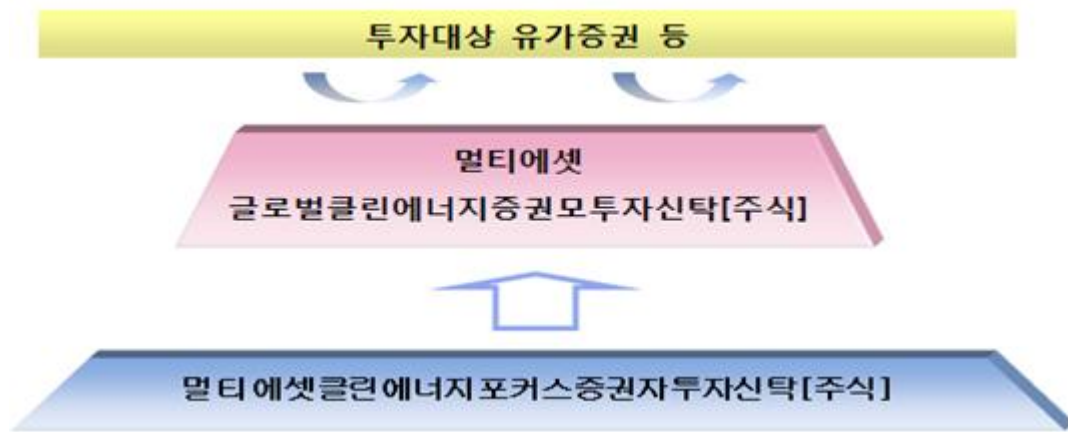 투자대상 유가증권 등
멀티에셋
글로벌클린에너지증권모투자신탁[주식]
멀티에셋클린에너지포커스증권자투자신탁[주식]